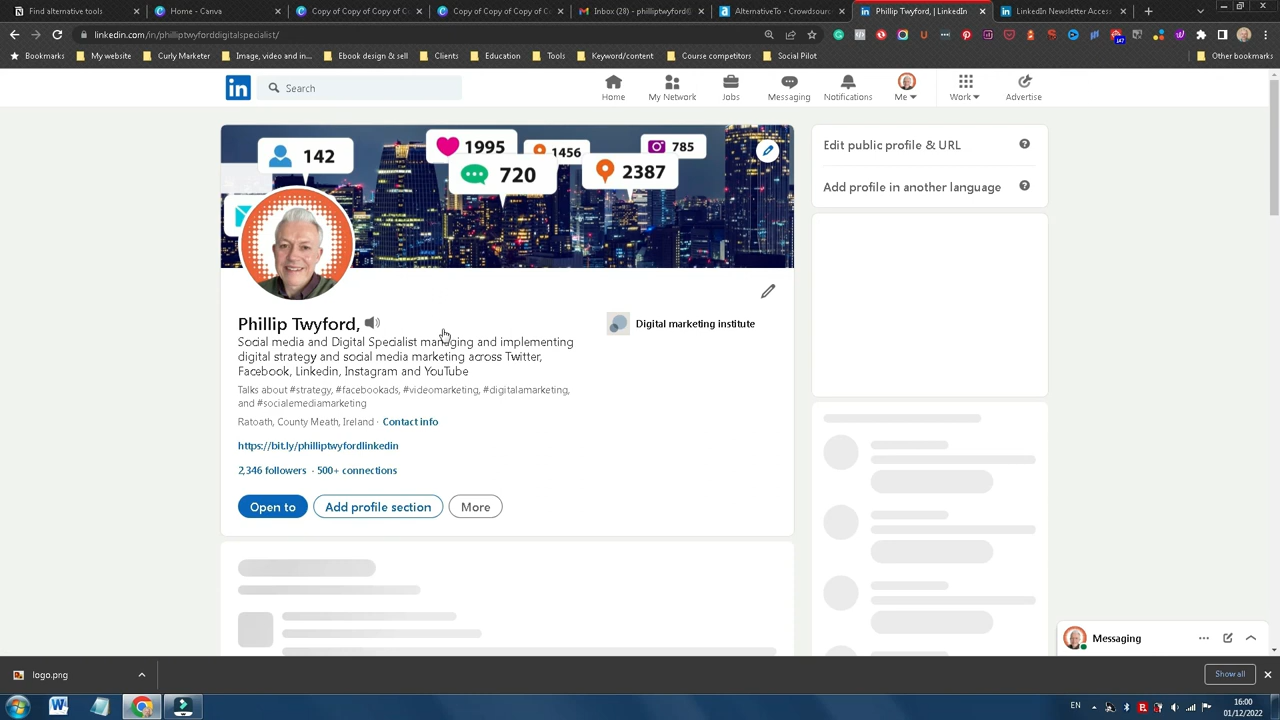 Find alternative tools
Home - Canva
Copy of Copy of Copy of C
Copy of Copy of Copy of C
Inbox (28) - philliptwyford@
AlternativeTo - Crowdsourc
Phillip Twyford, | LinkedIn
LinkedIn Newsletter Access
linkedin.com/in/philliptwyforddigitalspecialist/
147
Bookmarks
My website
Curly Marketer
Image, video and in...
Ebook design & sell
Clients
Education
Tools
Keyword/content
Course competitors
Social Pilot
Other bookmarks
in
Search
Home
My Network
Jobs
Messaging
Notifications
Me
Work
Advertise
142
1995
1456
785
720
2387
Edit public profile & URL
Add profile in another language
Phillip Twyford,
Digital marketing institute
Social media and Digital Specialist managing and implementing
digital strategy and social media marketing across Twitter,
Facebook, Linkedin, Instagram and YouTube
Talks about #strategy, #facebookads, #videomarketing, #digitalamarketing,
and #socialemediamarketing
Ratoath, County Meath, Ireland · Contact info
https://bit.ly/philliptwyfordlinkedin
2,346 followers · 500+ connections
Open to
Add profile section
More
Messaging
logo.png
Show all
EN
16:00
01/12/2022